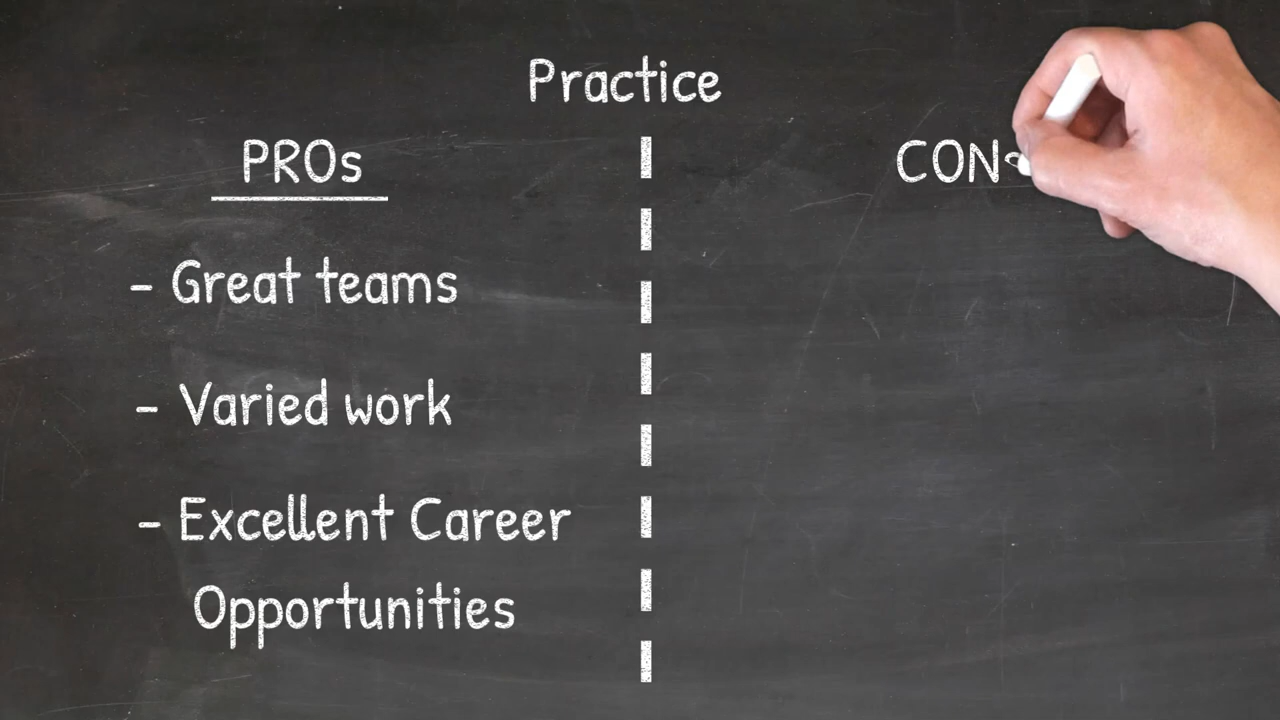 Practice
PROs
CON
- Great teams
- Varied work
- Excellent Career
Opportunities